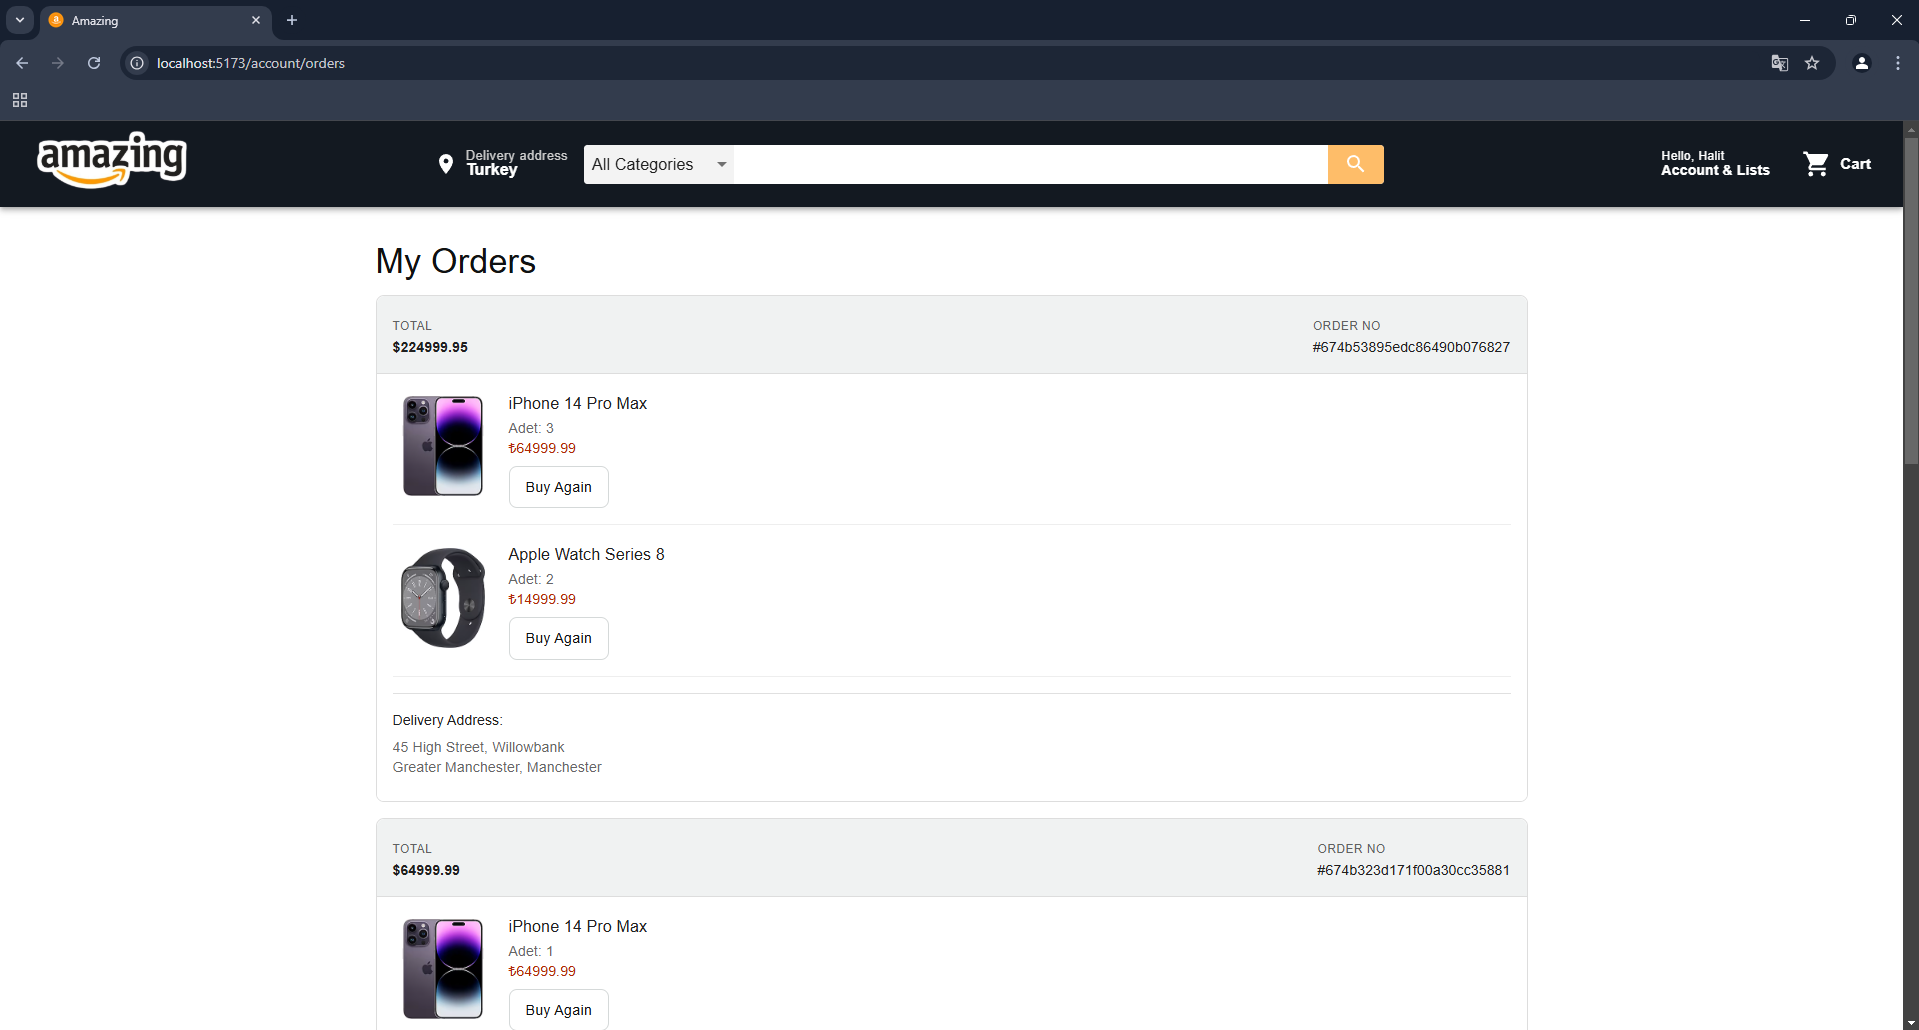 Amazing
localhost:5173/account/orders
amazing
Delivery address
Turkey
All Categories
Hello, Halit
Account & Lists
Cart
My Orders
TOTAL
$224999.95
ORDER NO
#674b53895edc86490b076827
iPhone 14 Pro Max
Adet: 3
₺64999.99
Buy Again
Apple Watch Series 8
Adet: 2
₺14999.99
Buy Again
Delivery Address:
45 High Street, Willowbank
Greater Manchester, Manchester
TOTAL
$64999.99
ORDER NO
#674b323d171f00a30cc35881
iPhone 14 Pro Max
Adet: 1
₺64999.99
Buy Again